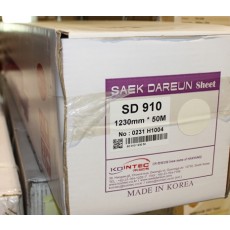 SAEK DAREUN Sheet
SD 910
1230mm * 50M
No : 0231 H1004
KOINTEC
MADE IN KOREA